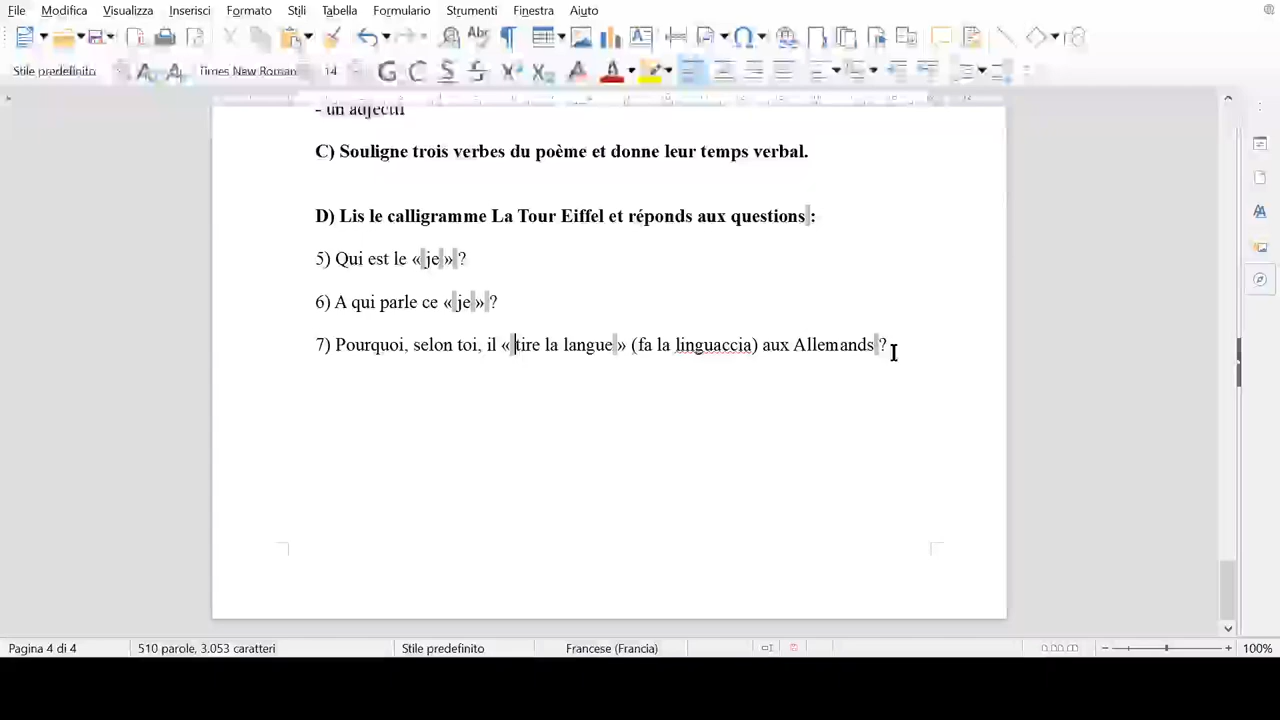 File Modifica Visualizza Inserisci Formato Stili Tabella Formulario Strumenti Finestra Aiuto
Abc
Stile predefinito Times New Roman 14 G C S
- un adjectif
C) Souligne trois verbes du poème et donne leur temps verbal.
D) Lis le calligramme La Tour Eiffel et réponds aux questions :
5) Qui est le « je » ?
6) A qui parle ce « je » ?
7) Pourquoi, selon toi, il « tire la langue » (fa la linguaccia) aux Allemands ?
Pagina 4 di 4 510 parole, 3.053 caratteri Stile predefinito Francese (Francia) 100%